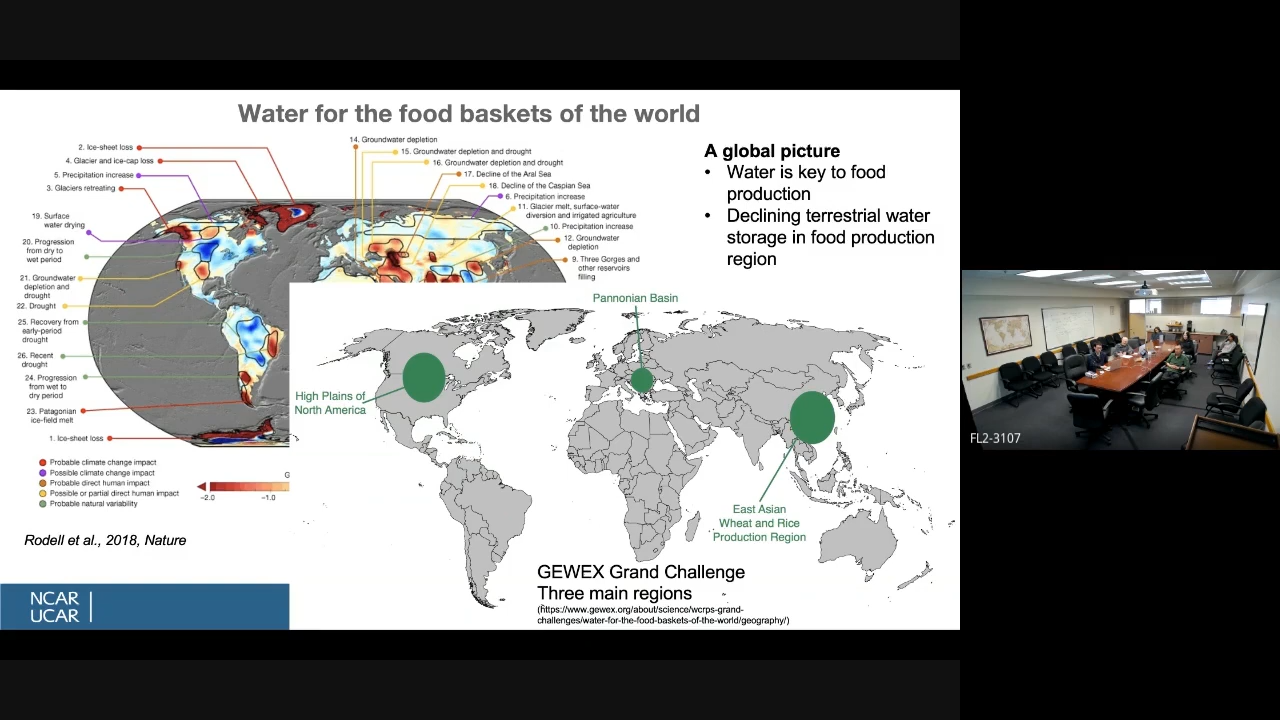 Water for the food baskets of the world
2. Ice-sheet loss
4. Glacier and ice-cap loss
5. Precipitation increase
3. Glaciers retreating
19. Surface
water drying
20. Progression
from dry to
wet period
21. Groundwater
depletion and
drought
22. Drought
25. Recovery from
early-period
drought
26. Recent
drought
24. Progression
from wet to
dry period
23. Patagonian
ice-field melt
1. Ice-sheet loss
14. Groundwater depletion
15. Groundwater depletion and drought
16. Groundwater depletion and drought
17. Decline of the Aral Sea
18. Decline of the Caspian Sea
6. Precipitation increase
11. Glacier melt, surface-water
diversion and irrigated agriculture
10. Precipitation increase
12. Groundwater
depletion
9. Three Gorges and
other reservoirs
filling
Probable climate change impact
Possible climate change impact
Probable direct human impact
Possible or partial direct human impact
Probable natural variability
G
−2.0
−1.0
Rodell et al., 2018, Nature
NCAR
UCAR
A global picture
• Water is key to food
production
• Declining terrestrial water
storage in food production
region
Pannonian Basin
High Plains of
North America
East Asian
Wheat and Rice
Production Region
GEWEX Grand Challenge
Three main regions
(https://www.gewex.org/about/science/wcrps-grand-
challenges/water-for-the-food-baskets-of-the-world/geography/)
FL2-3107